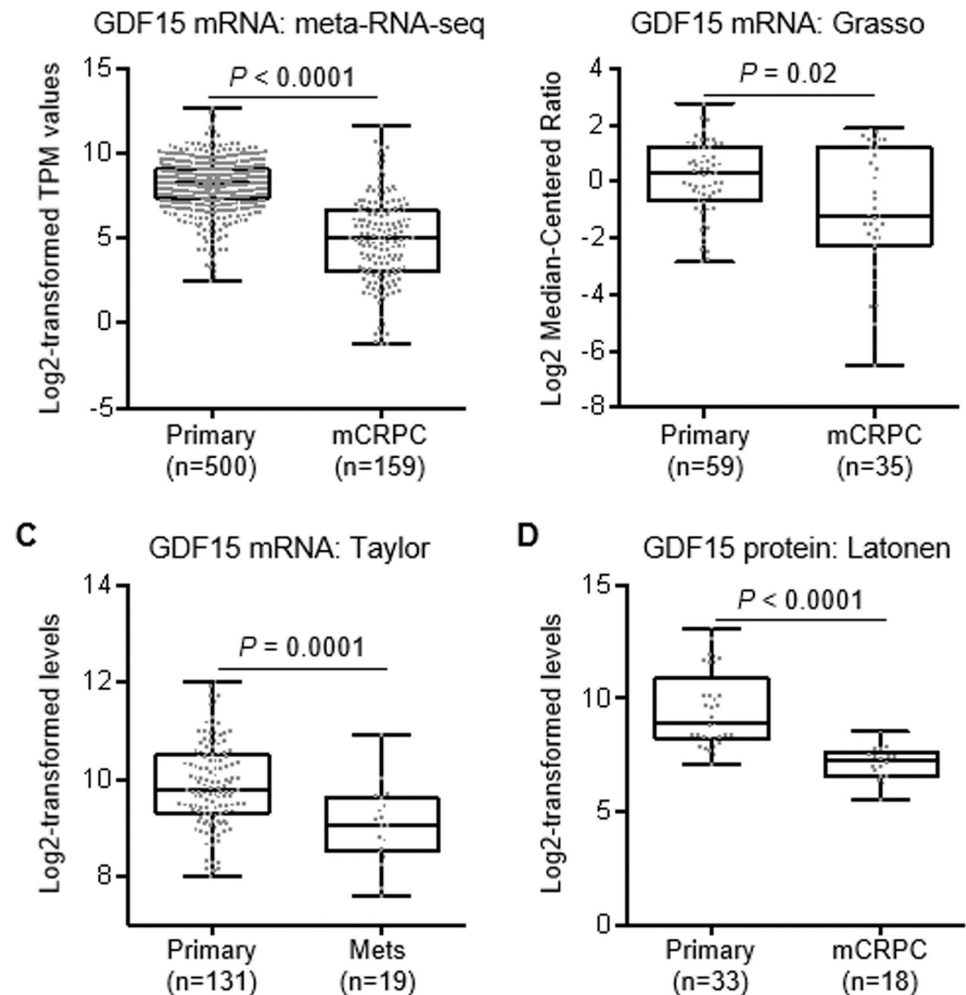 GDF15 mRNA: meta-RNA-seq
Log2-transformed TPM values
15
10
5
0
-5
P < 0.0001
Primary
(n=500)
mCRPC
(n=159)
GDF15 mRNA: Grasso
Log2 Median-Centered Ratio
4
2
0
-2
-4
-6
-8
P = 0.02
Primary
(n=59)
mCRPC
(n=35)
C
GDF15 mRNA: Taylor
Log2-transformed levels
14
12
10
8
P = 0.0001
Primary
(n=131)
Mets
(n=19)
D
GDF15 protein: Latonen
Log2-transformed levels
15
10
5
0
P < 0.0001
Primary
(n=33)
mCRPC
(n=18)